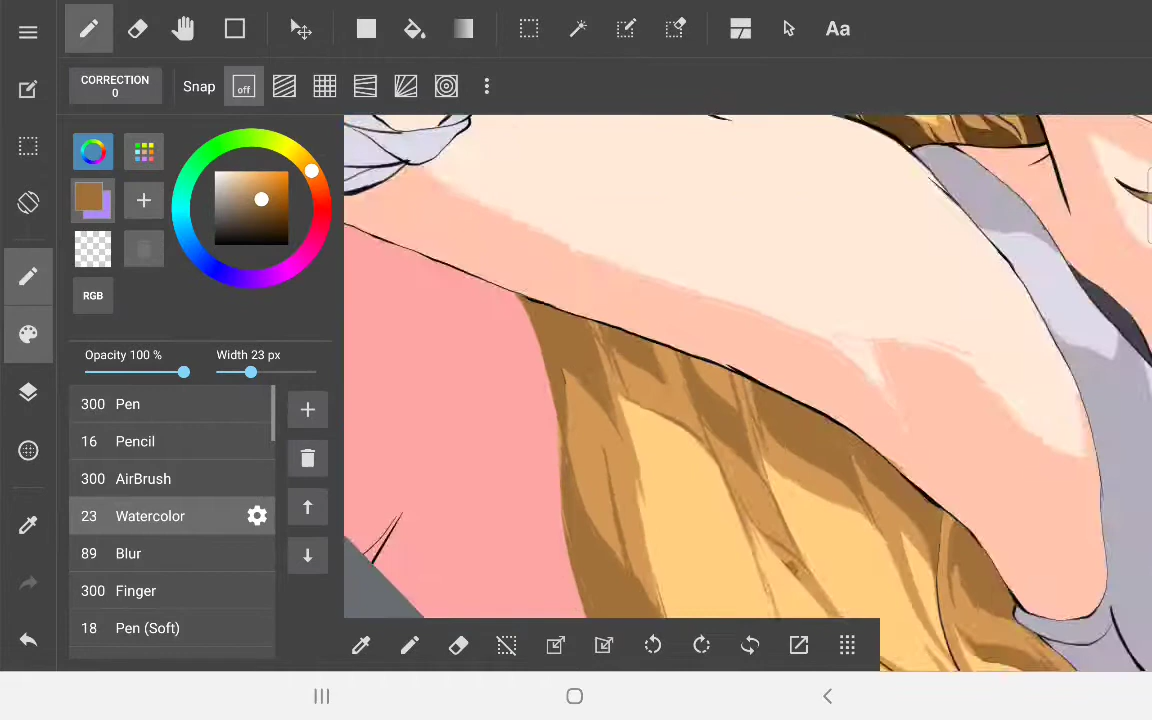 Aa
CORRECTION
0
Snap
off
RGB
Opacity 100 %
Width 23 px
300 Pen
16 Pencil
300 AirBrush
23 Watercolor
89 Blur
300 Finger
18 Pen (Soft)